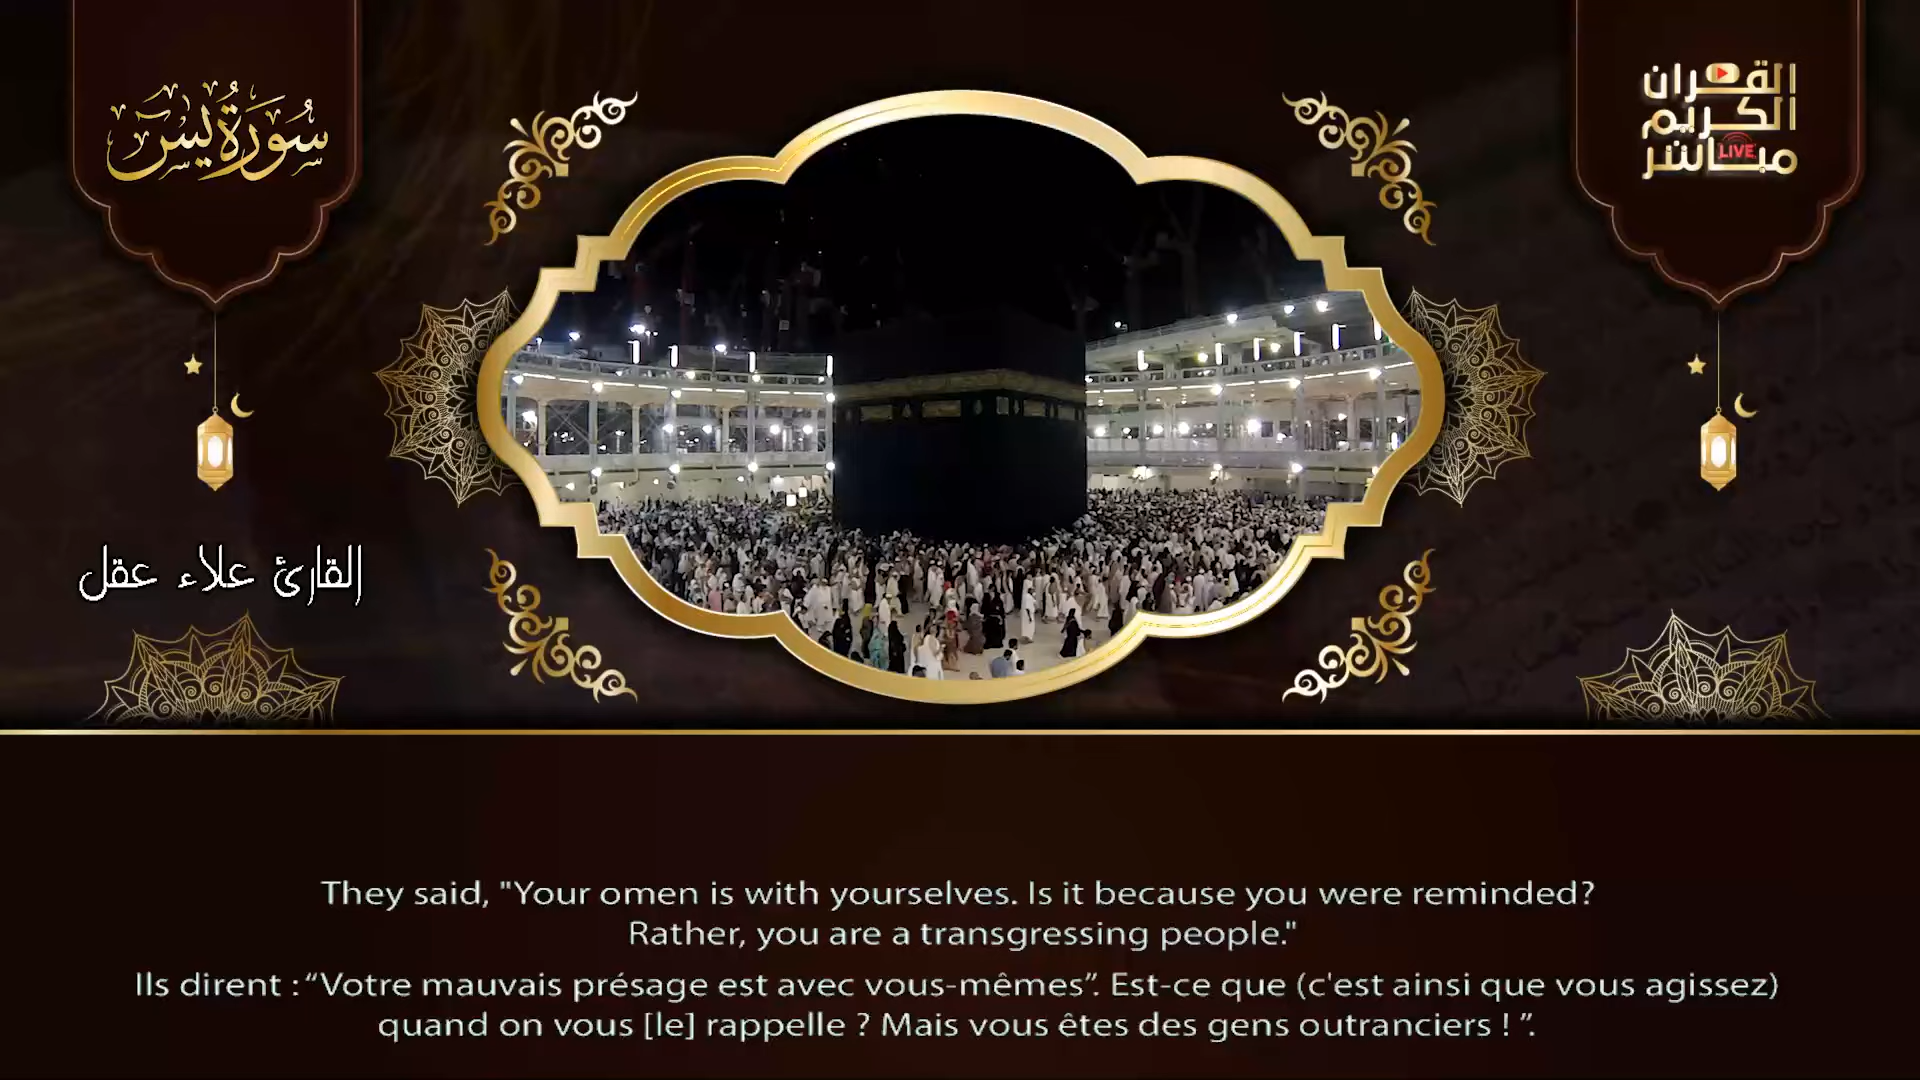 سُورَةُ يسٓ
القران
الكريم
مباشر
LIVE
القارئ علاء عقل
They said, "Your omen is with yourselves. Is it because you were reminded?
Rather, you are a transgressing people."
Ils dirent : “Votre mauvais présage est avec vous-mêmes”. Est-ce que (c'est ainsi que vous agissez)
quand on vous [le] rappelle ? Mais vous êtes des gens outranciers ! ”.